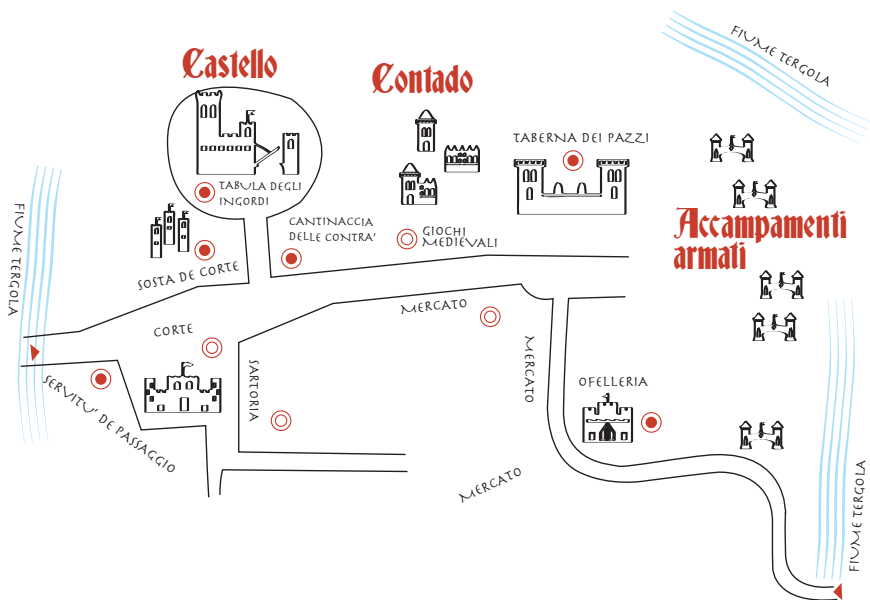 FIUME TERGOLA
Castello
Contado
TABERNA DEI PAZZI
TABULA DEGLI
INGORDI
FIUME TERGOLA
CANTINACCIA
DELLE CONTRA'
GIOCHI
MEDIEVALI
Accampamenti
armati
SOSTA DE CORTE
MERCATO
CORTE
SARTORIA
MERCATO
OFELLERIA
SERVITU' DE PASSAGGIO
MERCATO
FIUME TERGOLA